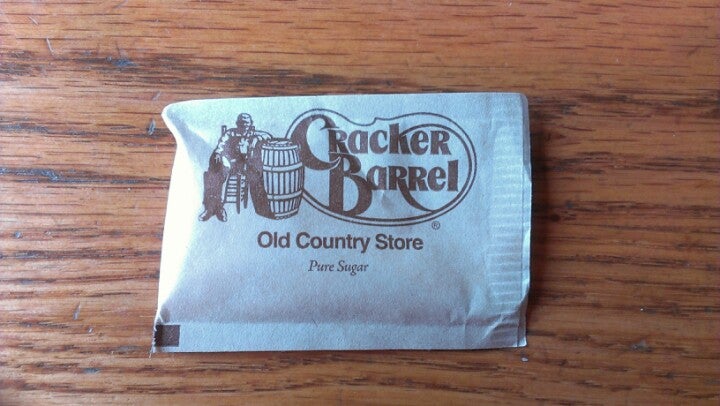 Cracker
Barrel
®
Old Country Store
Pure Sugar